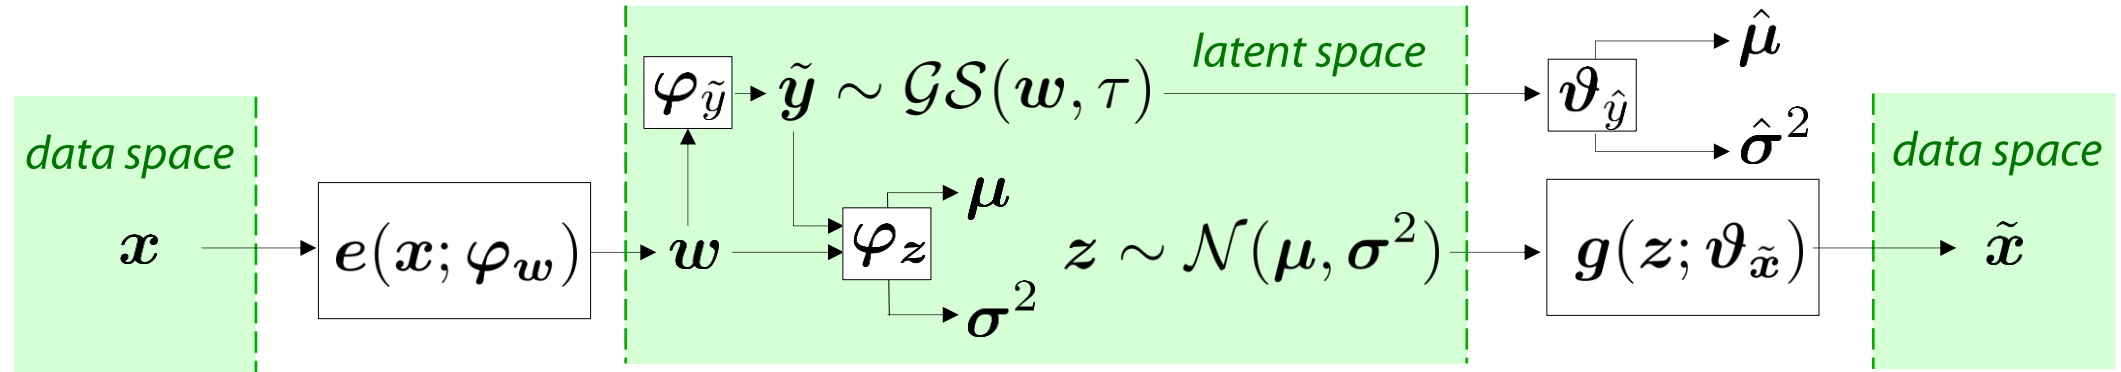 data space
x
e(x; φ_w)
latent space
φ_ỹ
ỹ ∼ 𝒢𝒮(w, τ)
w
φ_z
μ
σ²
z ∼ 𝒩(μ, σ²)
ϑ_ŷ
μ̂
σ̂²
g(z; ϑ_x̃)
data space
x̃